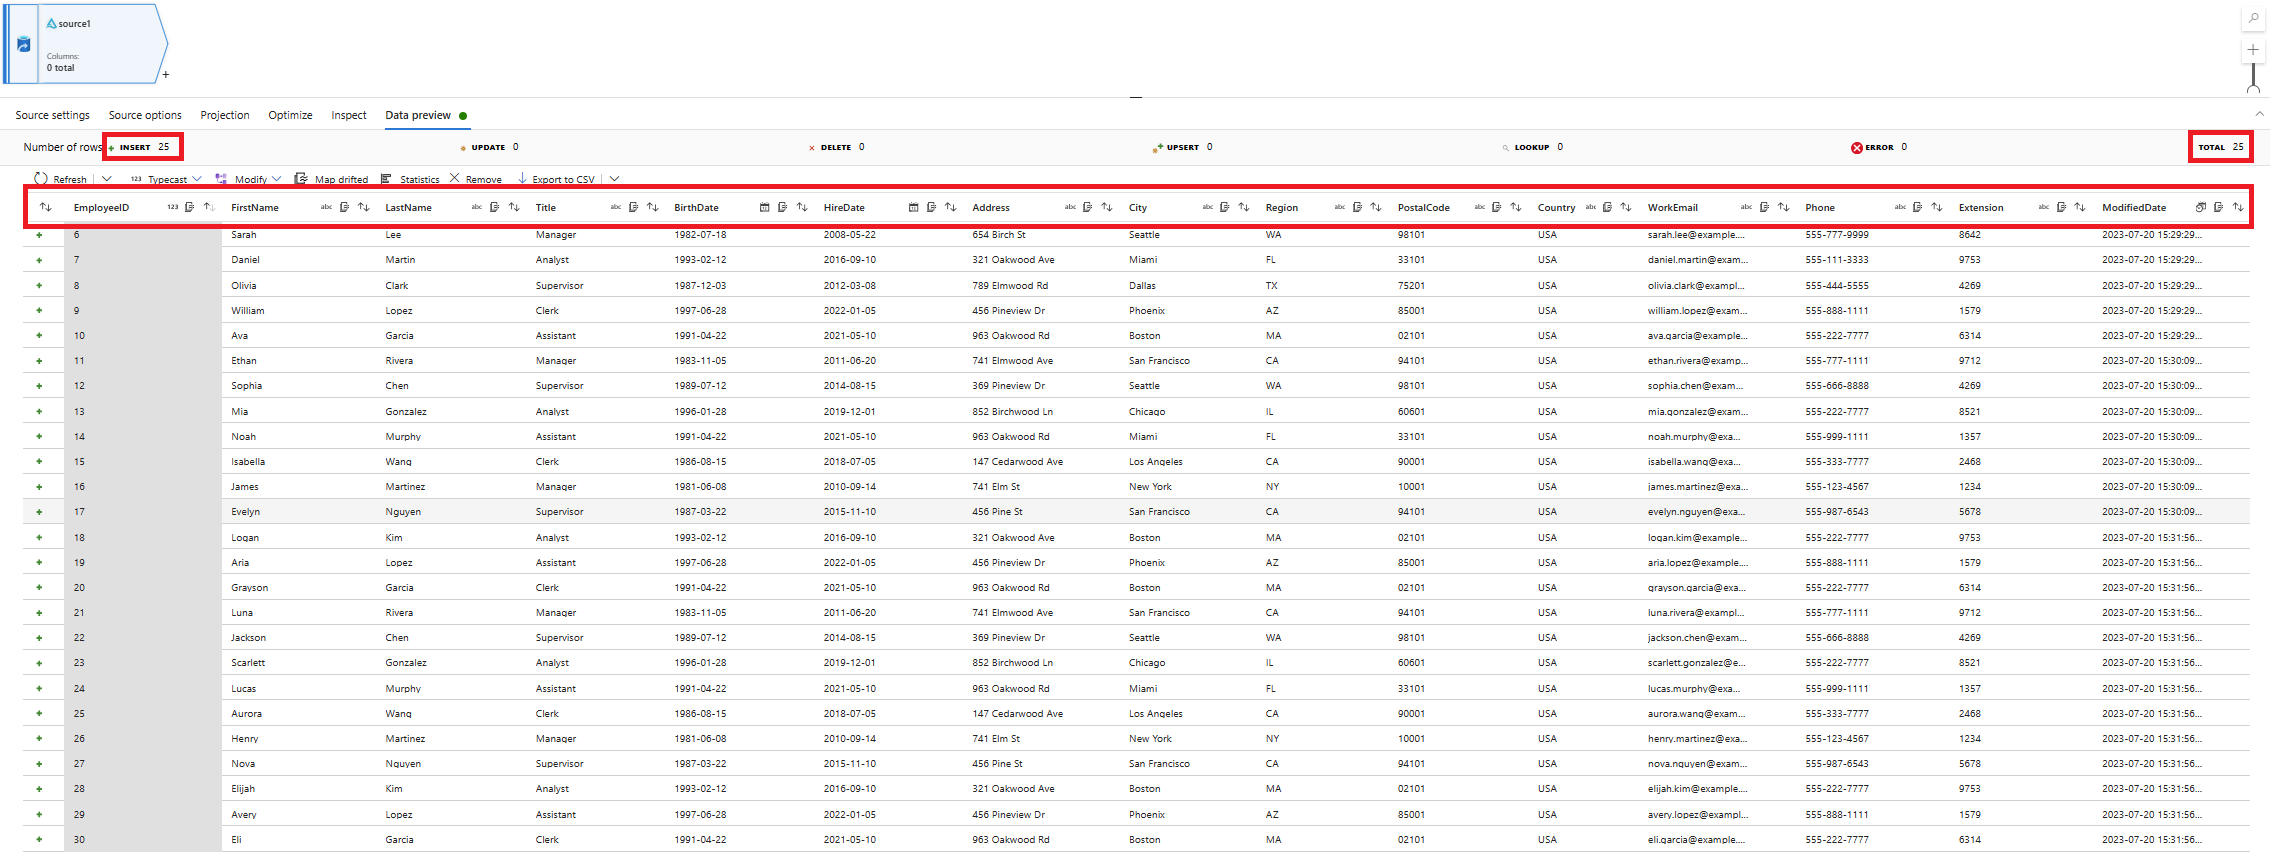 source1
Columns:
0 total
+
Source settings Source options Projection Optimize Inspect Data preview
Number of rows + INSERT 25 UPDATE 0 DELETE 0 UPSERT 0 LOOKUP 0 ERROR 0 TOTAL 25
Refresh 123 Typecast Modify Map drifted Statistics Remove Export to CSV
EmployeeID 123 FirstName abc LastName abc Title abc BirthDate HireDate Address abc City abc Region abc PostalCode abc Country abc WorkEmail abc Phone abc Extension abc ModifiedDate
+ 6 Sarah Lee Manager 1982-07-18 2008-05-22 654 Birch St Seattle WA 98101 USA sarah.lee@example.... 555-777-9999 8642 2023-07-20 15:29:29...
+ 7 Daniel Martin Analyst 1993-02-12 2016-09-10 321 Oakwood Ave Miami FL 33101 USA daniel.martin@exam... 555-111-3333 9753 2023-07-20 15:29:29...
+ 8 Olivia Clark Supervisor 1987-12-03 2012-03-08 789 Elmwood Rd Dallas TX 75201 USA olivia.clark@exampl... 555-444-5555 4269 2023-07-20 15:29:29...
+ 9 William Lopez Clerk 1997-06-28 2022-01-05 456 Pineview Dr Phoenix AZ 85001 USA william.lopez@exam... 555-888-1111 1579 2023-07-20 15:29:29...
+ 10 Ava Garcia Assistant 1991-04-22 2021-05-10 963 Oakwood Rd Boston MA 02101 USA ava.garcia@example... 555-222-7777 6314 2023-07-20 15:29:29...
+ 11 Ethan Rivera Manager 1983-11-05 2011-06-20 741 Elmwood Ave San Francisco CA 94101 USA ethan.rivera@examp... 555-777-1111 9712 2023-07-20 15:30:09...
+ 12 Sophia Chen Supervisor 1989-07-12 2014-08-15 369 Pineview Dr Seattle WA 98101 USA sophia.chen@exam... 555-666-8888 4269 2023-07-20 15:30:09...
+ 13 Mia Gonzalez Analyst 1996-01-28 2019-12-01 852 Birchwood Ln Chicago IL 60601 USA mia.gonzalez@exam... 555-222-7777 8521 2023-07-20 15:30:09...
+ 14 Noah Murphy Assistant 1991-04-22 2021-05-10 963 Oakwood Rd Miami FL 33101 USA noah.murphy@exa... 555-999-1111 1357 2023-07-20 15:30:09...
+ 15 Isabella Wang Clerk 1986-08-15 2018-07-05 147 Cedarwood Ave Los Angeles CA 90001 USA isabella.wang@exa... 555-333-7777 2468 2023-07-20 15:30:09...
+ 16 James Martinez Manager 1981-06-08 2010-09-14 741 Elm St New York NY 10001 USA james.martinez@exa... 555-123-4567 1234 2023-07-20 15:30:09...
+ 17 Evelyn Nguyen Supervisor 1987-03-22 2015-11-10 456 Pine St San Francisco CA 94101 USA evelyn.nguyen@exa... 555-987-6543 5678 2023-07-20 15:30:09...
+ 18 Logan Kim Analyst 1993-02-12 2016-09-10 321 Oakwood Ave Boston MA 02101 USA logan.kim@example... 555-222-7777 9753 2023-07-20 15:31:56...
+ 19 Aria Lopez Assistant 1997-06-28 2022-01-05 456 Pineview Dr Phoenix AZ 85001 USA aria.lopez@example.... 555-888-1111 1579 2023-07-20 15:31:56...
+ 20 Grayson Garcia Clerk 1991-04-22 2021-05-10 963 Oakwood Rd Boston MA 02101 USA grayson.garcia@exa... 555-222-7777 6314 2023-07-20 15:31:56...
+ 21 Luna Rivera Manager 1983-11-05 2011-06-20 741 Elmwood Ave San Francisco CA 94101 USA luna.rivera@exampl... 555-777-1111 9712 2023-07-20 15:31:56...
+ 22 Jackson Chen Supervisor 1989-07-12 2014-08-15 369 Pineview Dr Seattle WA 98101 USA jackson.chen@exam... 555-666-8888 4269 2023-07-20 15:31:56...
+ 23 Scarlett Gonzalez Analyst 1996-01-28 2019-12-01 852 Birchwood Ln Chicago IL 60601 USA scarlett.gonzalez@e... 555-222-7777 8521 2023-07-20 15:31:56...
+ 24 Lucas Murphy Assistant 1991-04-22 2021-05-10 963 Oakwood Rd Miami FL 33101 USA lucas.murphy@exa... 555-999-1111 1357 2023-07-20 15:31:56...
+ 25 Aurora Wang Clerk 1986-08-15 2018-07-05 147 Cedarwood Ave Los Angeles CA 90001 USA aurora.wang@exam... 555-333-7777 2468 2023-07-20 15:31:56...
+ 26 Henry Martinez Manager 1981-06-08 2010-09-14 741 Elm St New York NY 10001 USA henry.martinez@exa... 555-123-4567 1234 2023-07-20 15:31:56...
+ 27 Nova Nguyen Supervisor 1987-03-22 2015-11-10 456 Pine St San Francisco CA 94101 USA nova.nguyen@exa... 555-987-6543 5678 2023-07-20 15:31:56...
+ 28 Elijah Kim Analyst 1993-02-12 2016-09-10 321 Oakwood Ave Boston MA 02101 USA elijah.kim@example.... 555-222-7777 9753 2023-07-20 15:31:56...
+ 29 Avery Lopez Assistant 1997-06-28 2022-01-05 456 Pineview Dr Phoenix AZ 85001 USA avery.lopez@exampl... 555-888-1111 1579 2023-07-20 15:31:56...
+ 30 Eli Garcia Clerk 1991-04-22 2021-05-10 963 Oakwood Rd Boston MA 02101 USA eli.garcia@example... 555-222-7777 6314 2023-07-20 15:31:56...